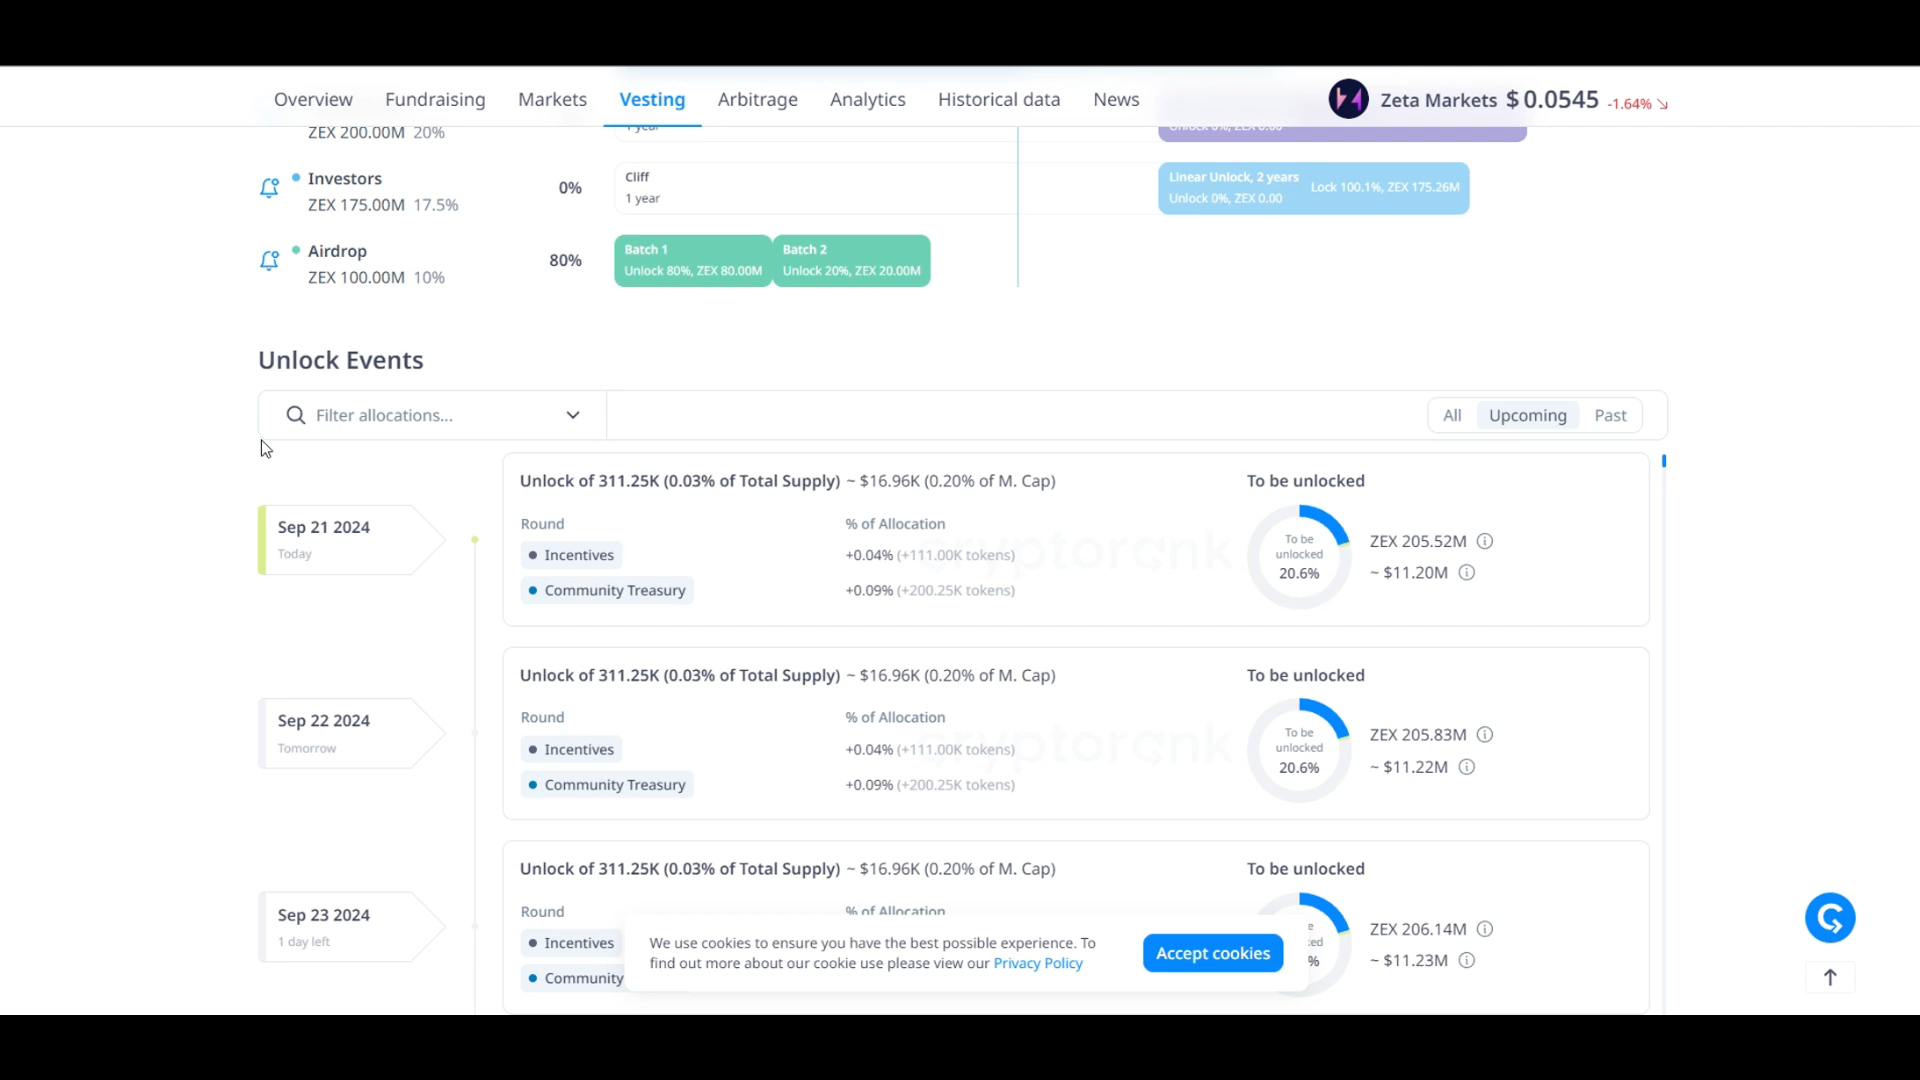 Overview Fundraising Markets Vesting Arbitrage Analytics Historical data News Zeta Markets $ 0.0545 -1.64%
ZEX 200.00M 20% 1 year Unlock 0%, ZEX 0.00
Investors
ZEX 175.00M 17.5%
0%
Cliff
1 year
Linear Unlock, 2 years
Unlock 0%, ZEX 0.00
Lock 100.1%, ZEX 175.26M
Airdrop
ZEX 100.00M 10%
80%
Batch 1
Unlock 80%, ZEX 80.00M
Batch 2
Unlock 20%, ZEX 20.00M
Unlock Events
Filter allocations...
All Upcoming Past
Sep 21 2024
Today
Unlock of 311.25K (0.03% of Total Supply) ~ $16.96K (0.20% of M. Cap)
Round % of Allocation
Incentives +0.04% (+111.00K tokens)
Community Treasury +0.09% (+200.25K tokens)
cryptorank
To be unlocked
To be
unlocked
20.6%
ZEX 205.52M
~ $11.20M
Sep 22 2024
Tomorrow
Unlock of 311.25K (0.03% of Total Supply) ~ $16.96K (0.20% of M. Cap)
Round % of Allocation
Incentives +0.04% (+111.00K tokens)
Community Treasury +0.09% (+200.25K tokens)
cryptorank
To be unlocked
To be
unlocked
20.6%
ZEX 205.83M
~ $11.22M
Sep 23 2024
1 day left
Unlock of 311.25K (0.03% of Total Supply) ~ $16.96K (0.20% of M. Cap)
Round % of Allocation
Incentives
Community
To be unlocked
ZEX 206.14M
~ $11.23M
We use cookies to ensure you have the best possible experience. To
find out more about our cookie use please view our Privacy Policy
Accept cookies